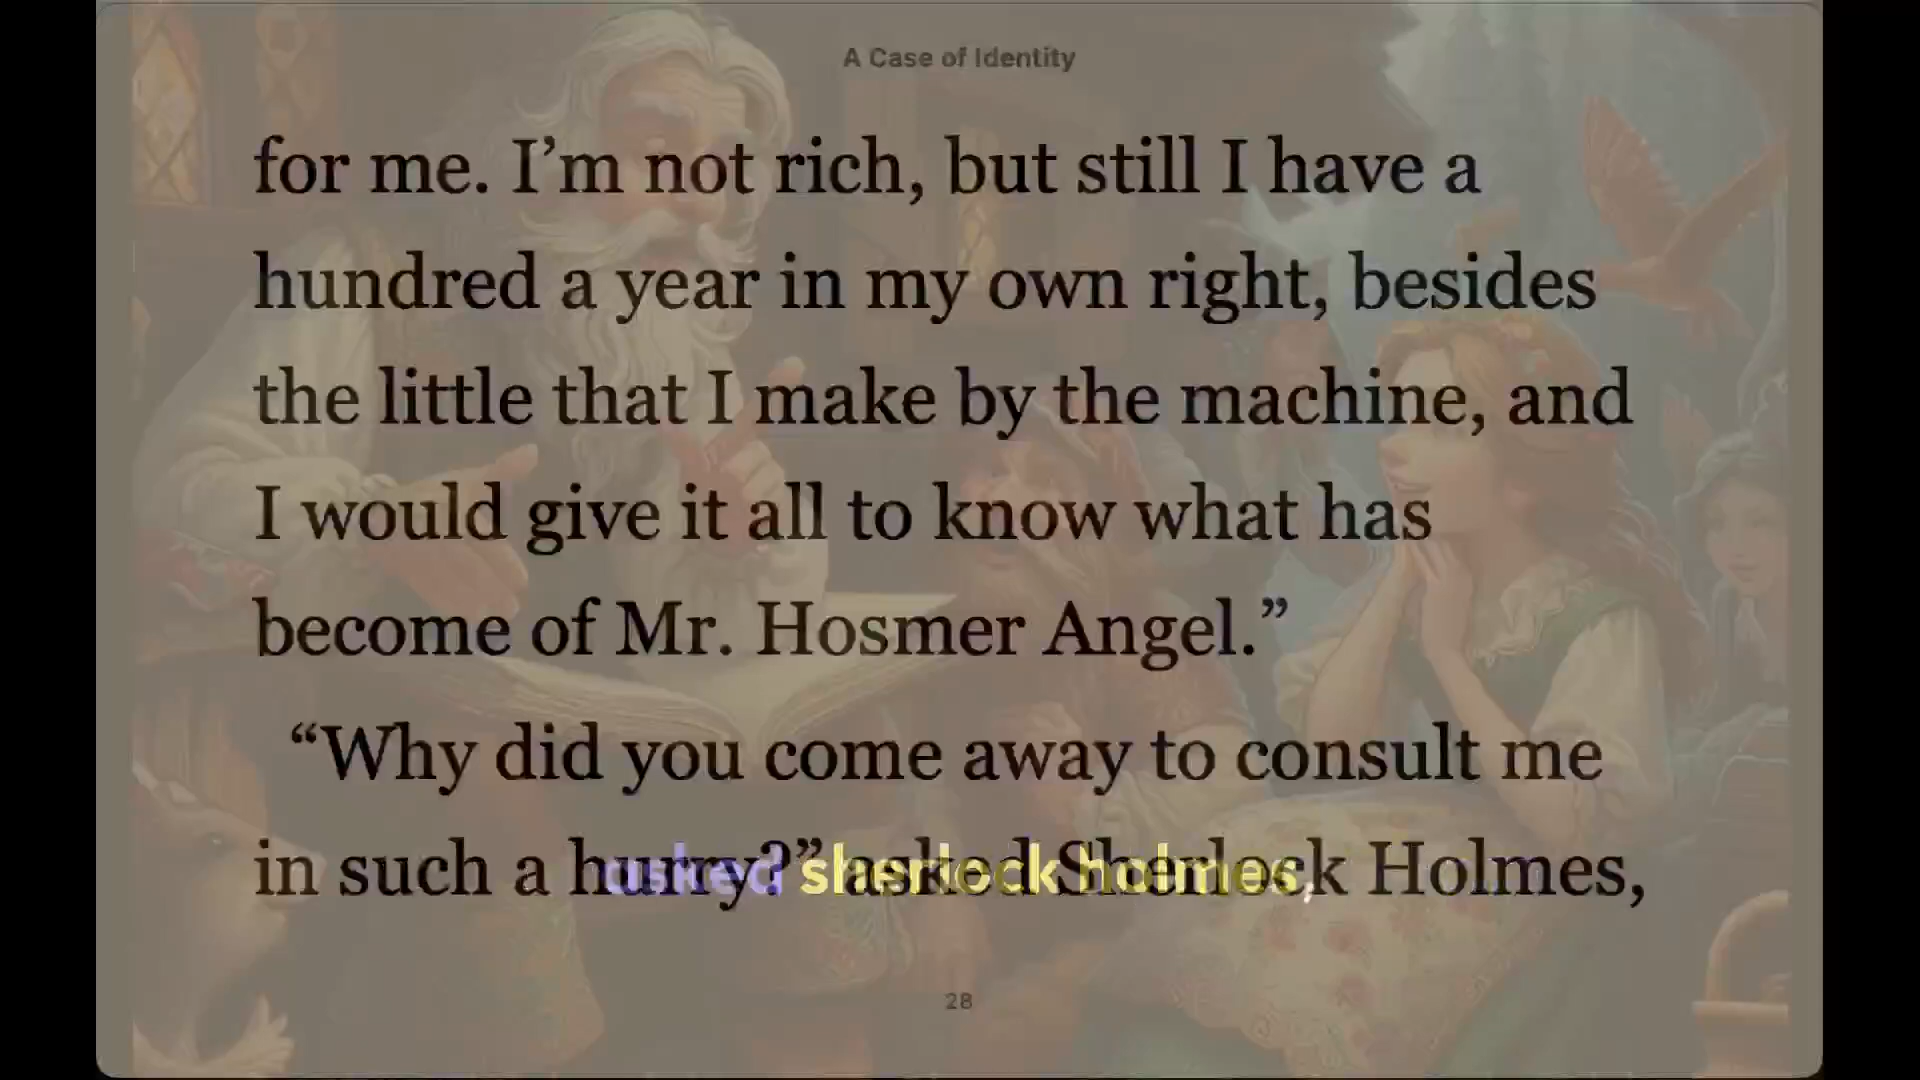 A Case of Identity
for me. I’m not rich, but still I have a
hundred a year in my own right, besides
the little that I make by the machine, and
I would give it all to know what has
become of Mr. Hosmer Angel.”
“Why did you come away to consult me
in such a hurry?” asked Sherlock Holmes,
asked sherlock holmes,
28